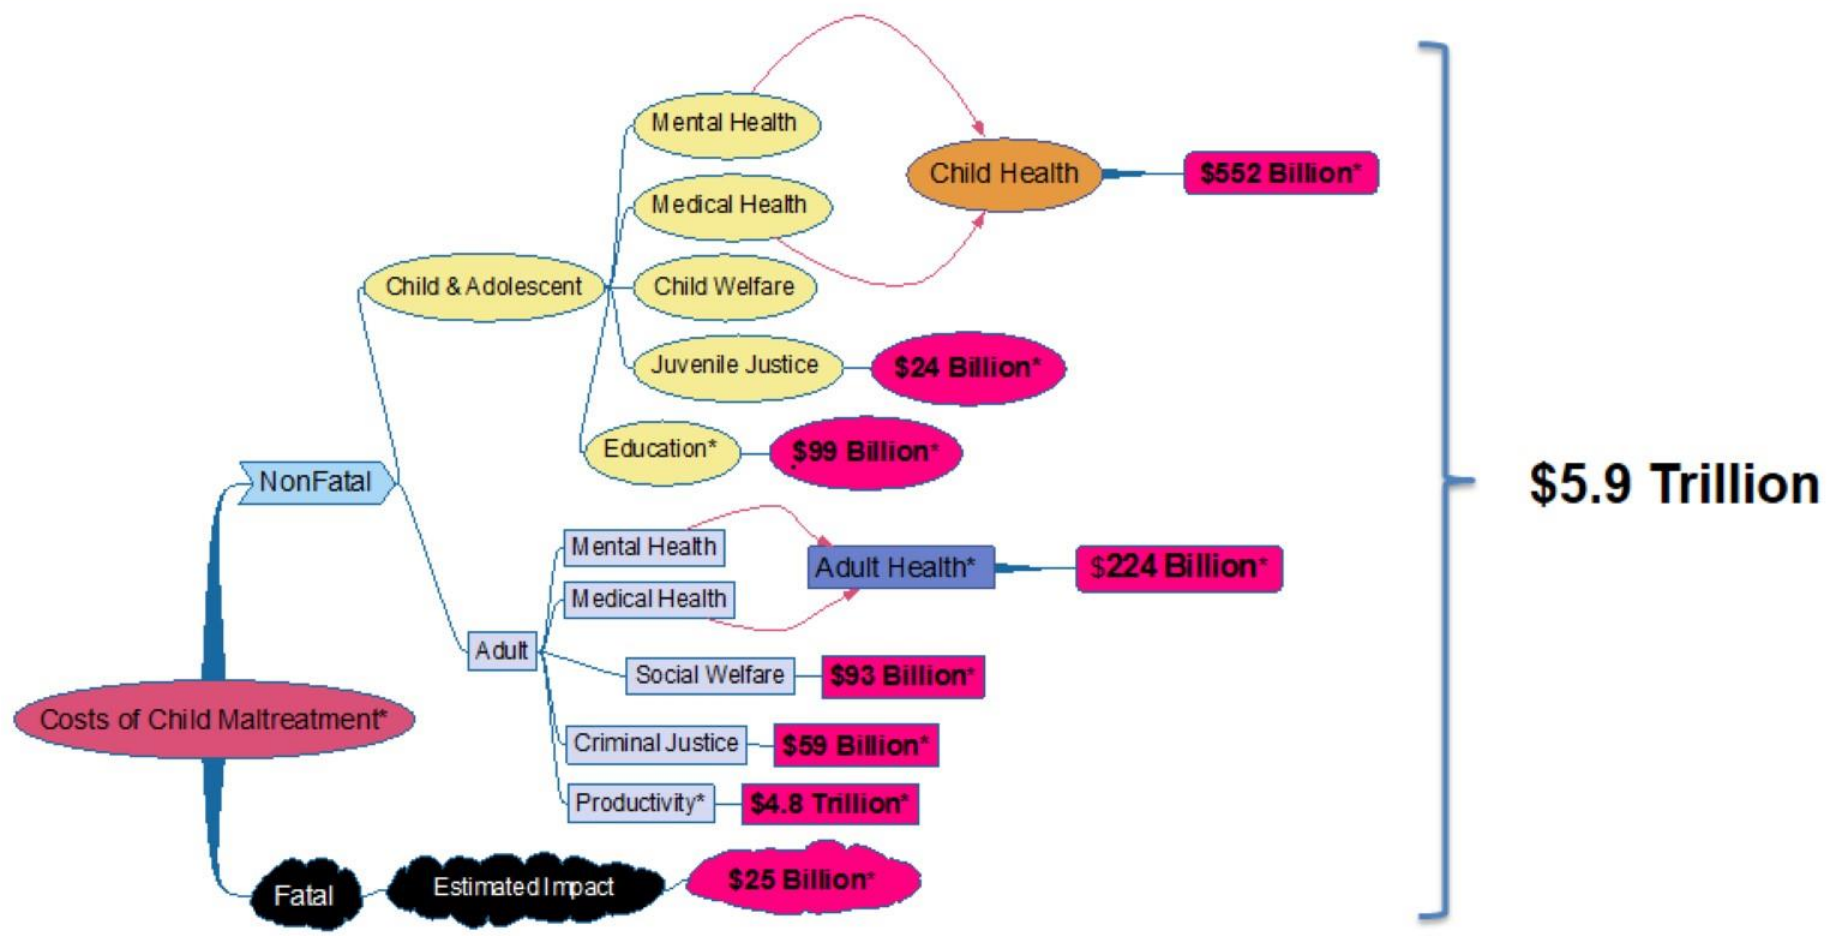 Mental Health
Child Health
$552 Billion*
Medical Health
Child & Adolescent
Child Welfare
Juvenile Justice
$24 Billion*
Education*
$99 Billion*
NonFatal
$5.9 Trillion
Mental Health
Adult Health*
$224 Billion*
Medical Health
Adult
Social Welfare
$93 Billion*
Costs of Child Maltreatment*
Criminal Justice
$59 Billion*
Productivity*
$4.8 Trillion*
Fatal
Estimated Impact
$25 Billion*